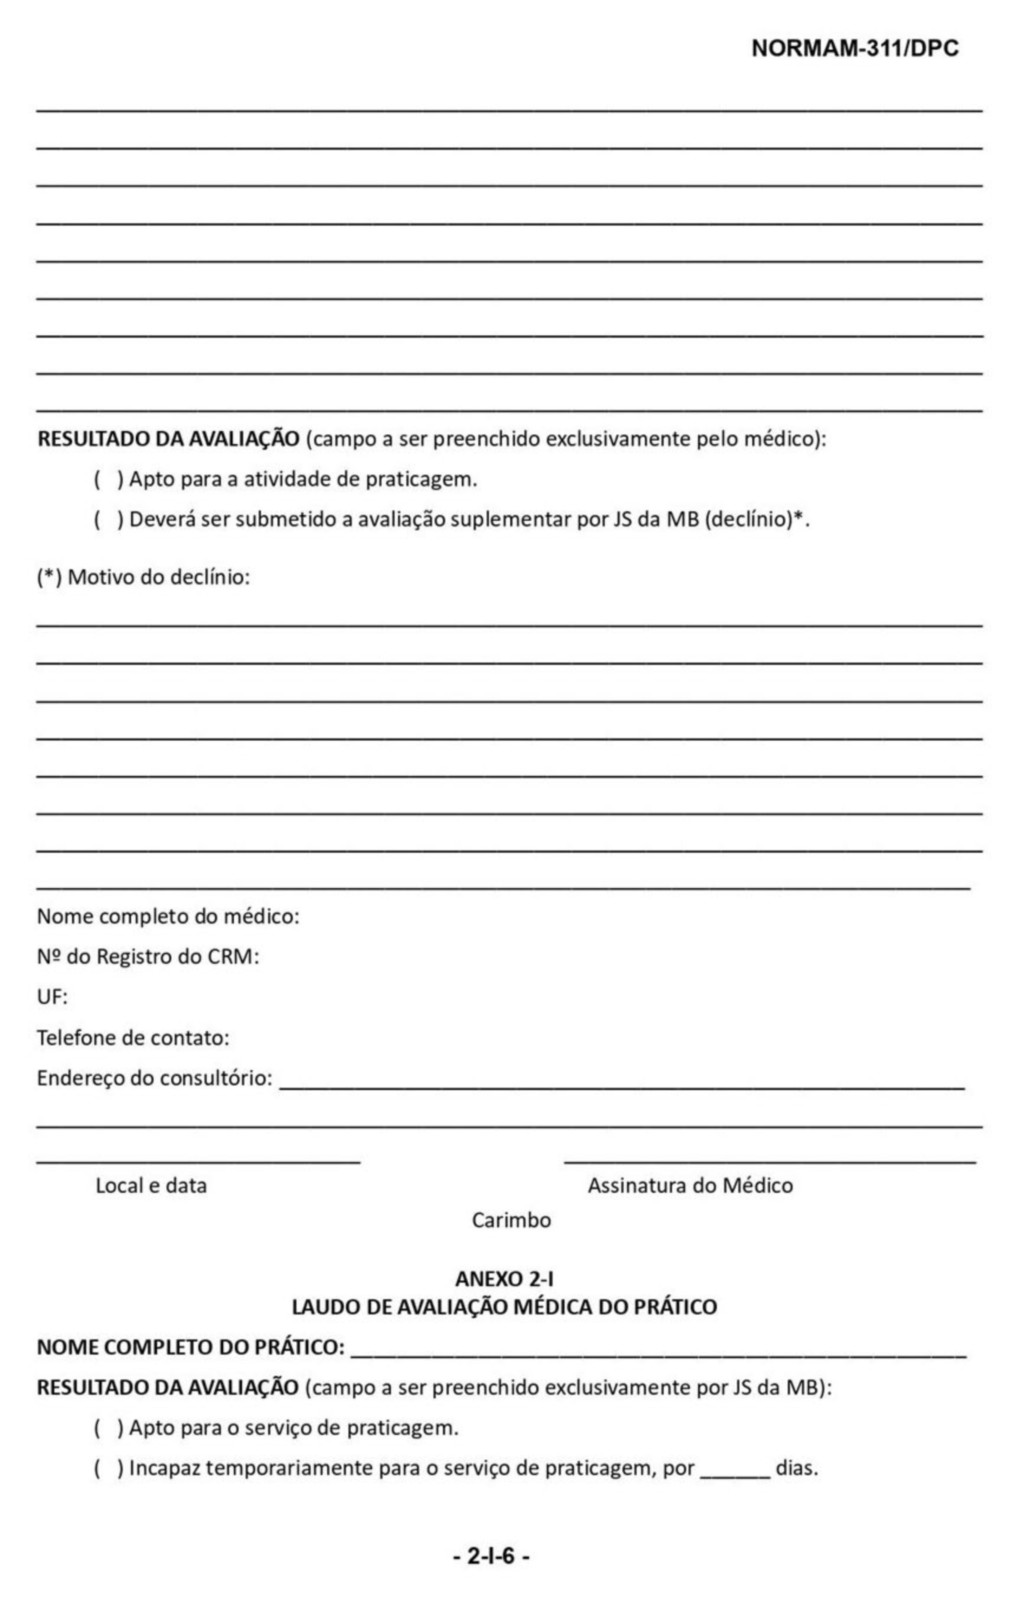 NORMAM-311/DPC
RESULTADO DA AVALIAÇÃO (campo a ser preenchido exclusivamente pelo médico):
( ) Apto para a atividade de praticagem.
( ) Deverá ser submetido a avaliação suplementar por JS da MB (declínio)*.
(*) Motivo do declínio:
Nome completo do médico:
Nº do Registro do CRM:
UF:
Telefone de contato:
Endereço do consultório: ____
Local e data Assinatura do Médico
Carimbo
ANEXO 2-I
LAUDO DE AVALIAÇÃO MÉDICA DO PRÁTICO
NOME COMPLETO DO PRÁTICO: ____
RESULTADO DA AVALIAÇÃO (campo a ser preenchido exclusivamente por JS da MB):
( ) Apto para o serviço de praticagem.
( ) Incapaz temporariamente para o serviço de praticagem, por ______ dias.
- 2-I-6 -